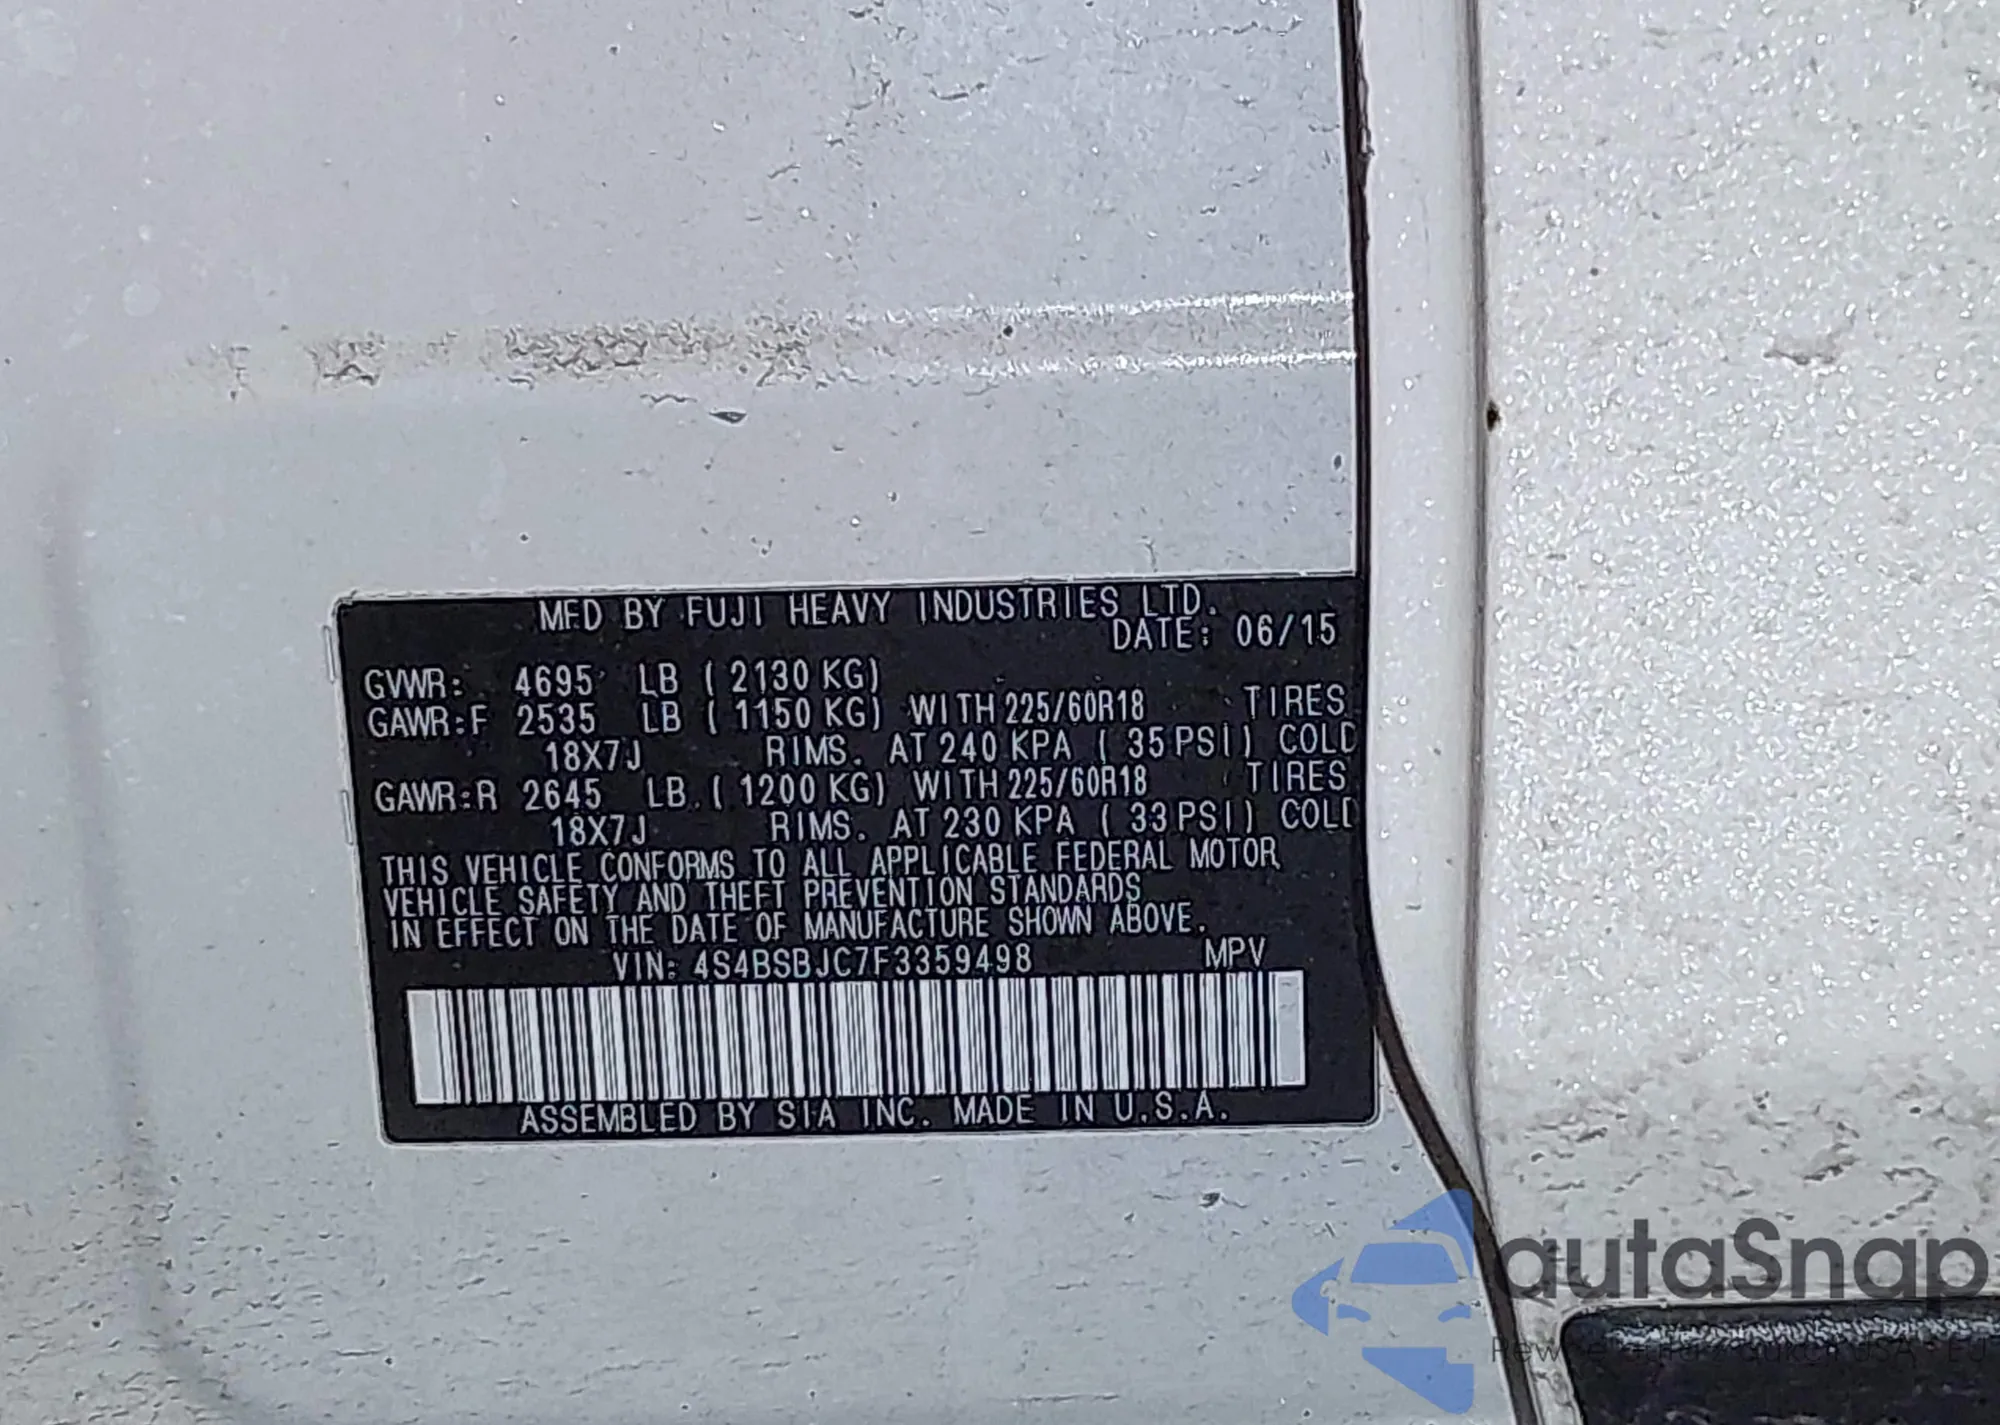 MFD BY FUJI HEAVY INDUSTRIES LTD.
DATE: 06/15
GVWR: 4695 LB ( 2130 KG)
GAWR:F 2535 LB ( 1150 KG) WITH 225/60R18 TIRES
18X7J RIMS. AT 240 KPA ( 35 PSI) COLD
GAWR:R 2645 LB. ( 1200 KG) WITH 225/60R18 TIRES
18X7J RIMS. AT 230 KPA ( 33 PSI) COLD
THIS VEHICLE CONFORMS TO ALL APPLICABLE FEDERAL MOTOR
VEHICLE SAFETY AND THEFT PREVENTION STANDARDS
IN EFFECT ON THE DATE OF MANUFACTURE SHOWN ABOVE.
VIN: 4S4BSBJC7F3359498 MPV
ASSEMBLED BY SIA INC. MADE IN U.S.A.
autaSnap